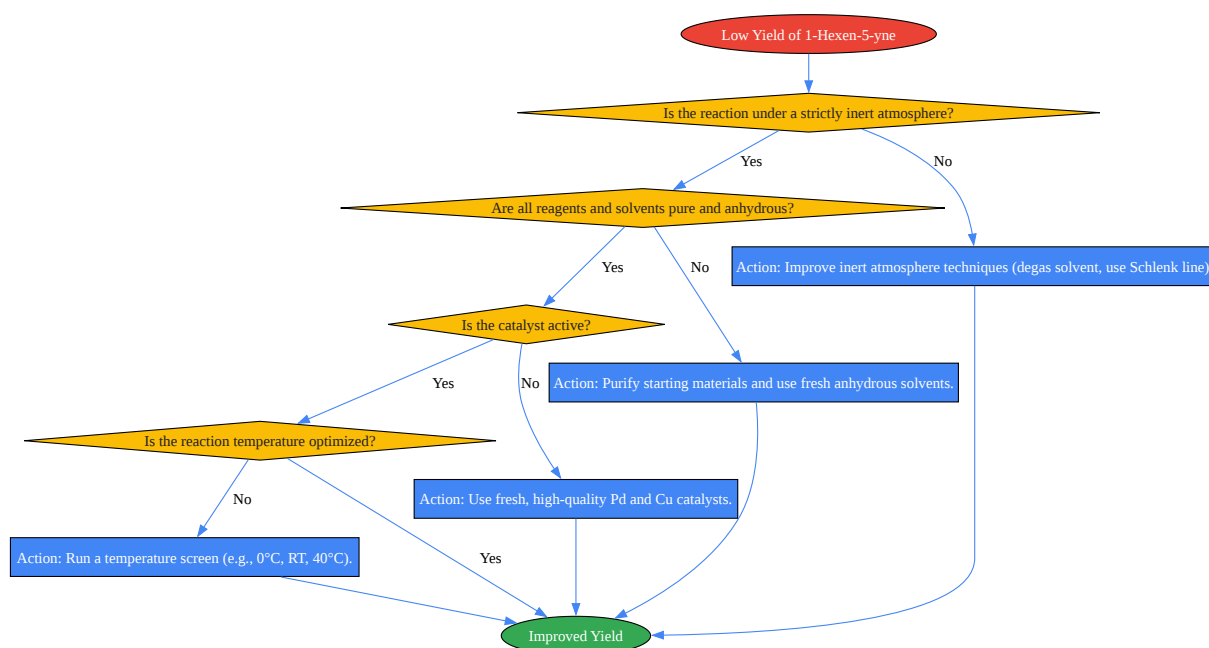 Low Yield of 1-Hexen-5-yne
Is the reaction under a strictly inert atmosphere?
Yes
No
Are all reagents and solvents pure and anhydrous?
Yes
No
Action: Improve inert atmosphere techniques (degas solvent, use Schlenk line)
Is the catalyst active?
Yes
No
Action: Purify starting materials and use fresh anhydrous solvents.
Is the reaction temperature optimized?
No
Yes
Action: Use fresh, high-quality Pd and Cu catalysts.
Action: Run a temperature screen (e.g., 0°C, RT, 40°C).
Improved Yield